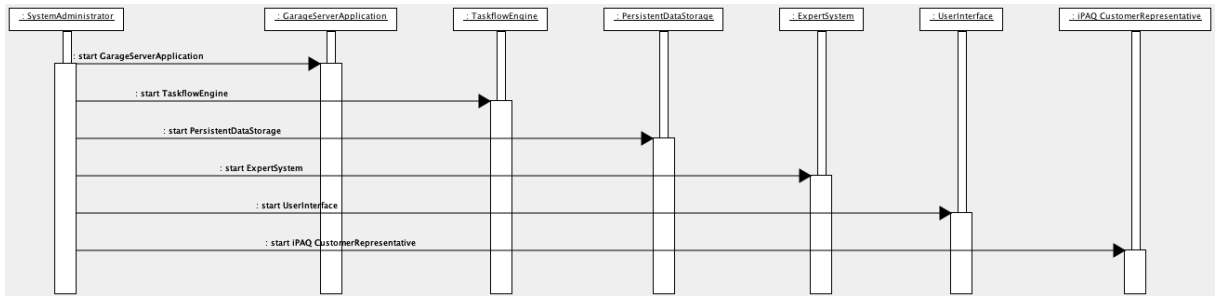 : SystemAdministrator
: GarageServerApplication
: TaskflowEngine
: PersistentDataStorage
: ExpertSystem
: UserInterface
: iPAQ CustomerRepresentative
: start GarageServerApplication
: start TaskflowEngine
: start PersistentDataStorage
: start ExpertSystem
: start UserInterface
: start iPAQ CustomerRepresentative